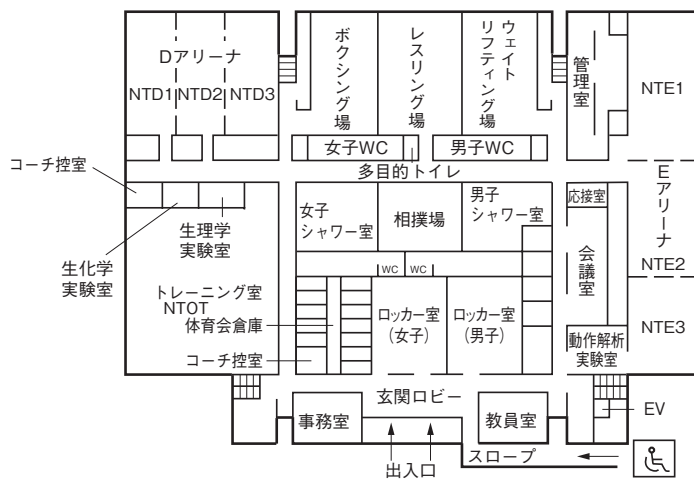 Dアリーナ
NTD1
NTD2
NTD3
ボクシング場
レスリング場
ウェイト
リフティング場
管理室
NTE1
女子WC
男子WC
多目的トイレ
コーチ控室
生理学
実験室
生化学
実験室
女子
シャワー室
相撲場
男子
シャワー室
応接室
会議室
Eアリーナ
NTE2
WC
WC
トレーニング室
NTOT
体育会倉庫
コーチ控室
ロッカー室
(女子)
ロッカー室
(男子)
動作解析
実験室
NTE3
玄関ロビー
事務室
教員室
EV
出入口
スロープ